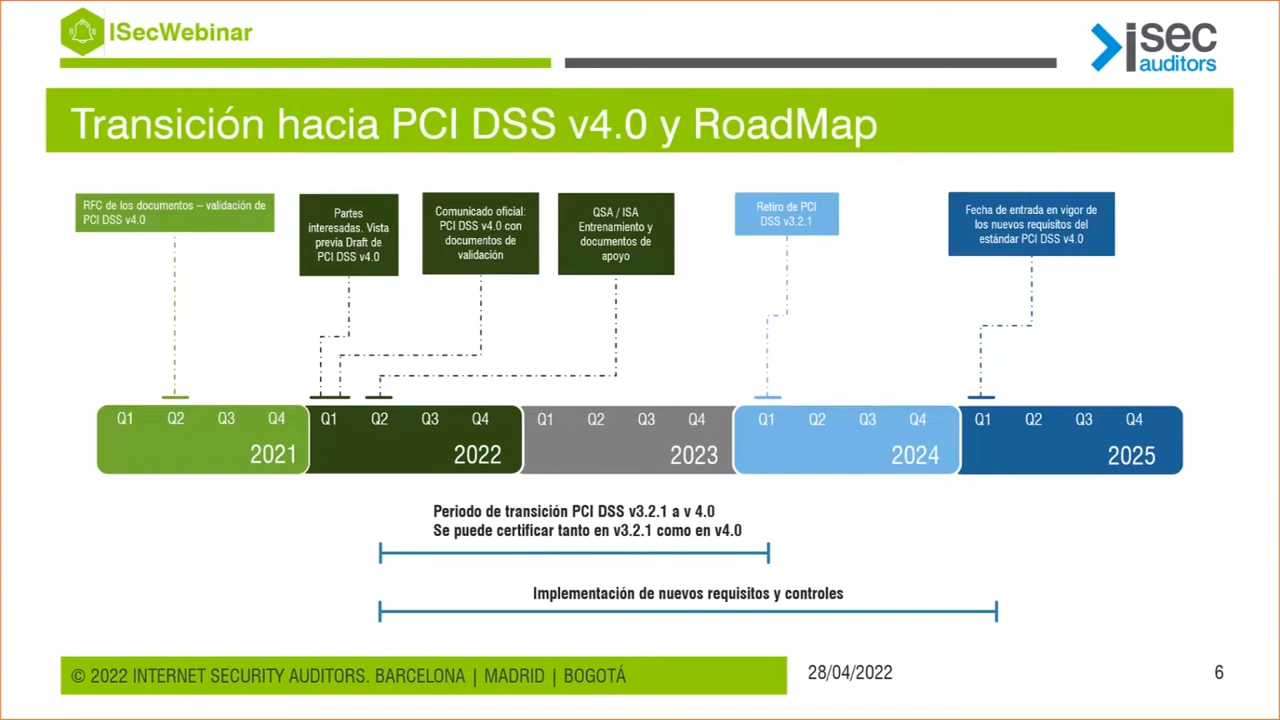 ISecWebinar
isec
auditors
Transición hacia PCI DSS v4.0 y RoadMap
RFC de los documentos – validación de
PCI DSS v4.0
Partes
interesadas. Vista
previa Draft de
PCI DSS v4.0
Comunicado oficial:
PCI DSS v4.0 con
documentos de
validación
QSA / ISA
Entrenamiento y
documentos de
apoyo
Retiro de PCI
DSS v3.2.1
Fecha de entrada en vigor de
los nuevos requisitos del
estándar PCI DSS v4.0
Q1 Q2 Q3 Q4
2021
Q1 Q2 Q3 Q4
2022
Q1 Q2 Q3 Q4
2023
Q1 Q2 Q3 Q4
2024
Q1 Q2 Q3 Q4
2025
Periodo de transición PCI DSS v3.2.1 a v 4.0
Se puede certificar tanto en v3.2.1 como en v4.0
Implementación de nuevos requisitos y controles
© 2022 INTERNET SECURITY AUDITORS. BARCELONA | MADRID | BOGOTÁ
28/04/2022
6